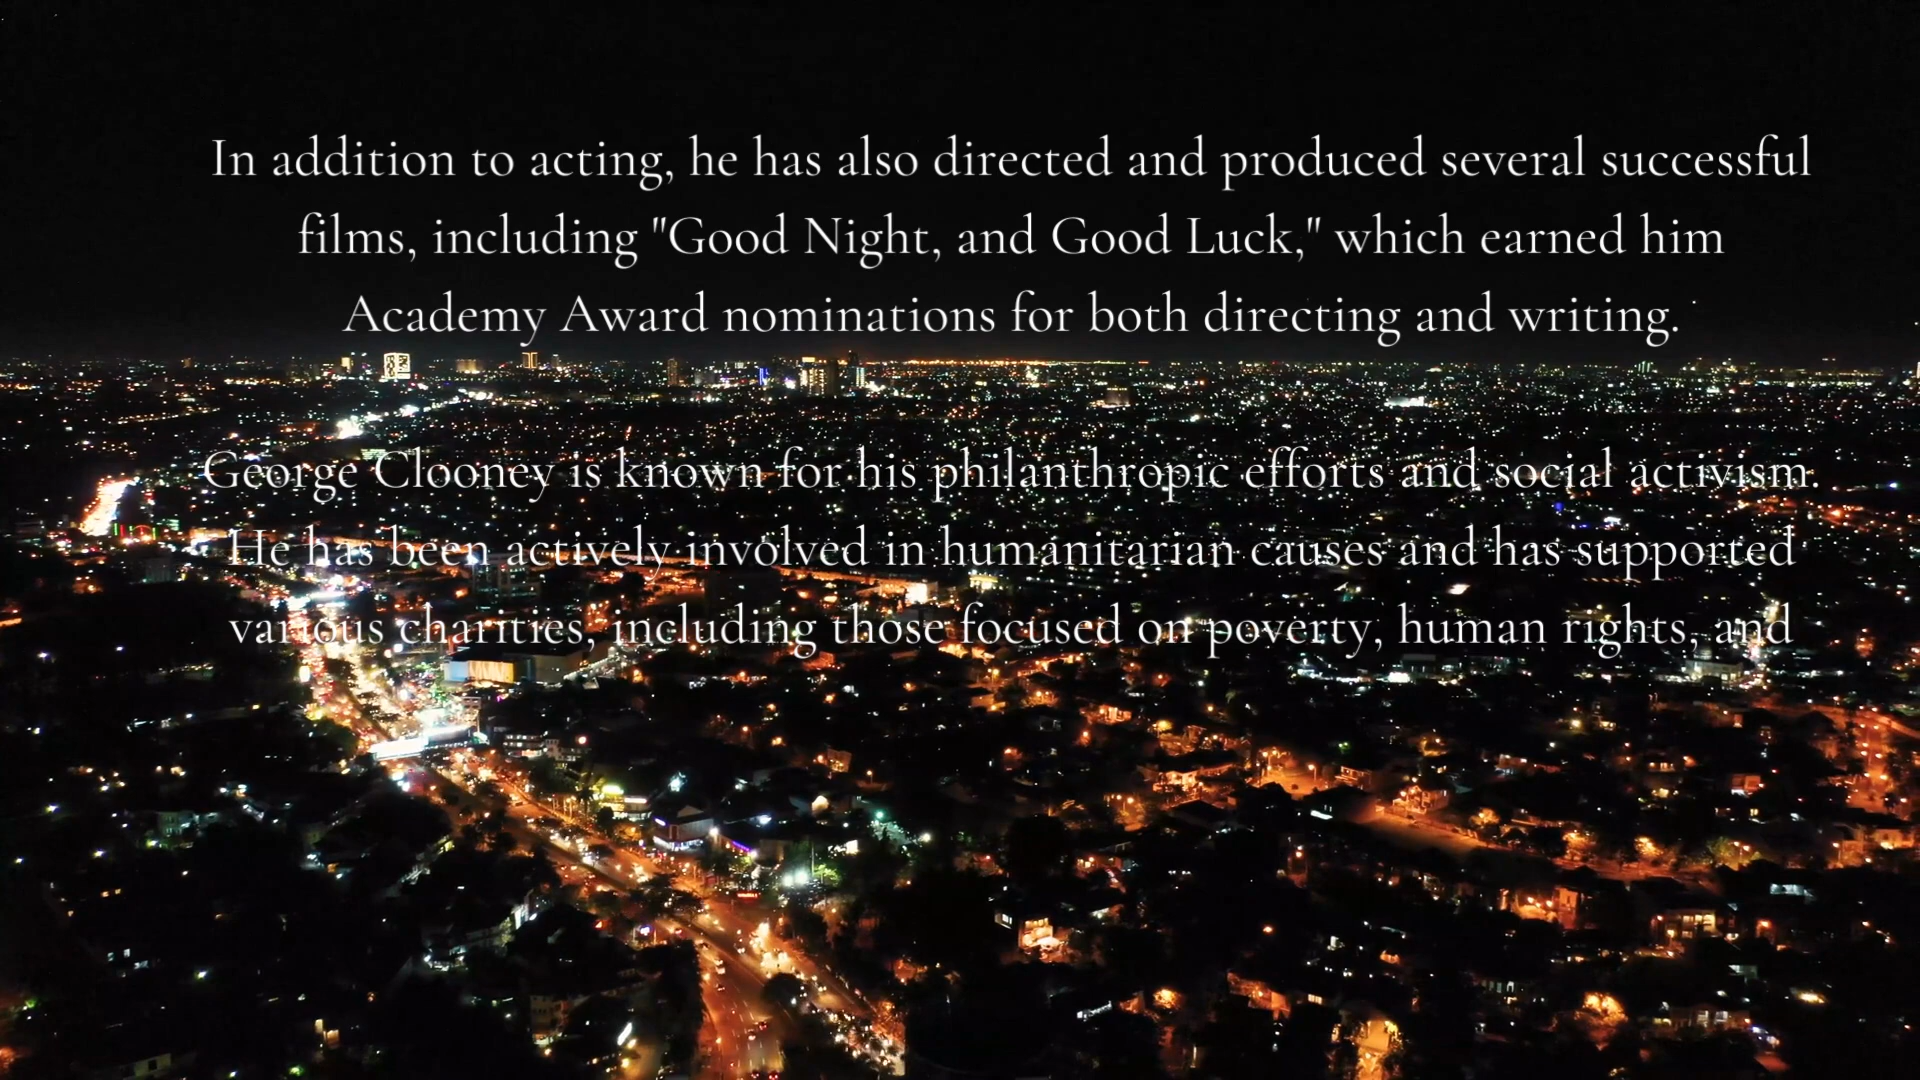 In addition to acting, he has also directed and produced several successful
films, including "Good Night, and Good Luck," which earned him
Academy Award nominations for both directing and writing.
George Clooney is known for his philanthropic efforts and social activism.
He has been actively involved in humanitarian causes and has supported
various charities, including those focused on poverty, human rights, and